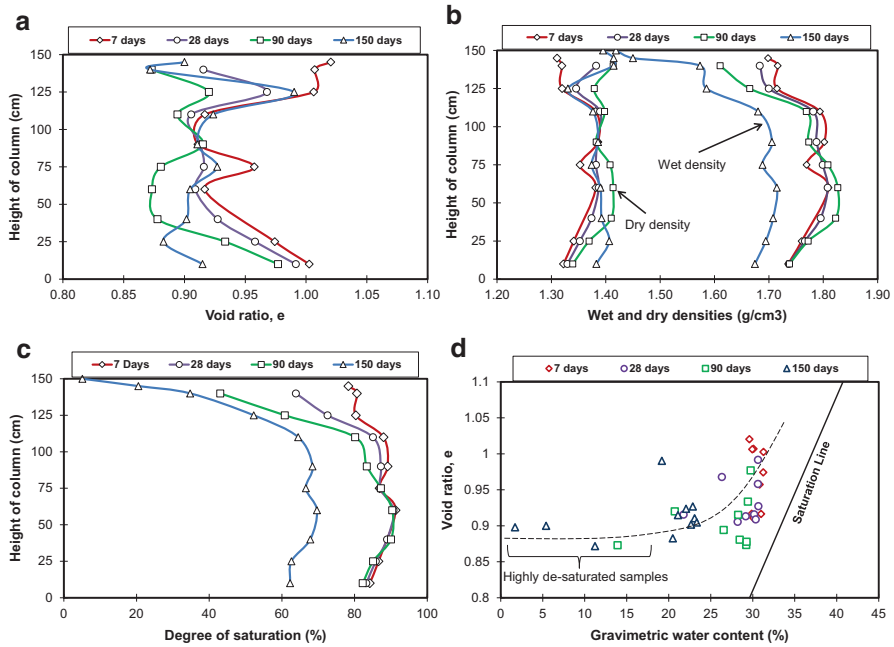 a
7 days 28 days 90 days 150 days
Height of column (cm)
150
125
100
75
50
25
0
0.80 0.85 0.90 0.95 1.00 1.05 1.10
Void ratio, e
b
7 days 28 days 90 days 150 days
Height of column (cm)
150
125
100
75
50
25
0
Wet density
Dry density
1.20 1.30 1.40 1.50 1.60 1.70 1.80 1.90
Wet and dry densities (g/cm3)
c
7 Days 28 days 90 days 150 days
Height of column (cm)
150
125
100
75
50
25
0
0 20 40 60 80 100
Degree of saturation (%)
d
7 days 28 days 90 days 150 days
Void ratio, e
1.1
1.05
1
0.95
0.9
0.85
0.8
Saturation Line
Highly de-saturated samples
0 5 10 15 20 25 30 35 40 45
Gravimetric water content (%)